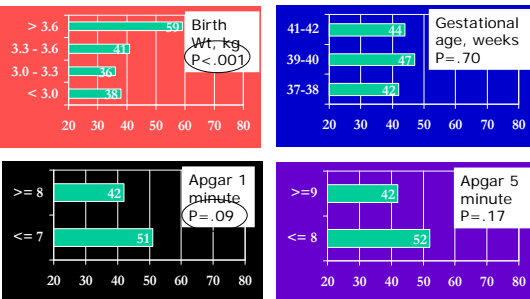 > 3.6 59
3.3 - 3.6 41
3.0 - 3.3 36
< 3.0 38
20 30 40 50 60 70 80
Birth
Wt, kg
P<.001
41-42 44
39-40 47
37-38 42
20 30 40 50 60 70 80
Gestational
age, weeks
P=.70
>= 8 42
<= 7 51
20 30 40 50 60 70 80
Apgar 1
minute
P=.09
>=9 42
<= 8 52
20 30 40 50 60 70 80
Apgar 5
minute
P=.17